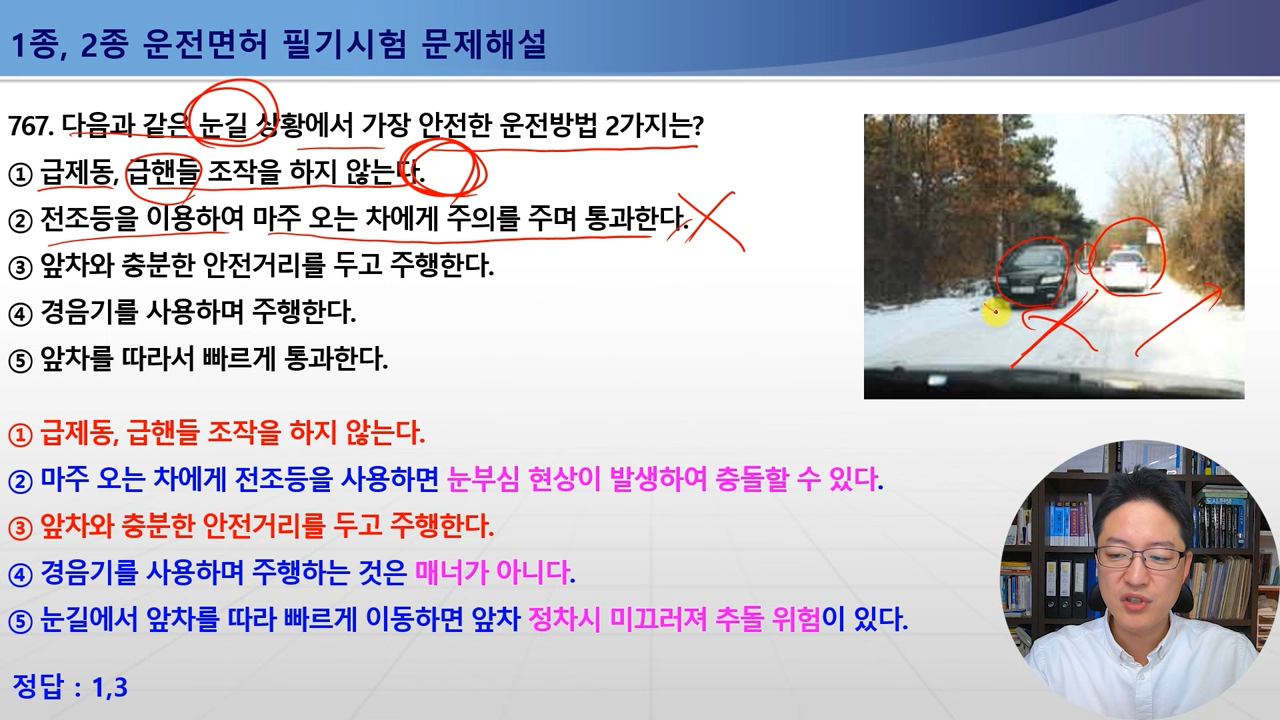 1종, 2종 운전면허 필기시험 문제해설
767. 다음과 같은 눈길 상황에서 가장 안전한 운전방법 2가지는?
① 급제동, 급핸들 조작을 하지 않는다.
② 전조등을 이용하여 마주 오는 차에게 주의를 주며 통과한다.
③ 앞차와 충분한 안전거리를 두고 주행한다.
④ 경음기를 사용하며 주행한다.
⑤ 앞차를 따라서 빠르게 통과한다.
① 급제동, 급핸들 조작을 하지 않는다.
② 마주 오는 차에게 전조등을 사용하면 눈부심 현상이 발생하여 충돌할 수 있다.
③ 앞차와 충분한 안전거리를 두고 주행한다.
④ 경음기를 사용하며 주행하는 것은 매너가 아니다.
⑤ 눈길에서 앞차를 따라 빠르게 이동하면 앞차 정차시 미끄러져 추돌 위험이 있다.
정답 : 1,3